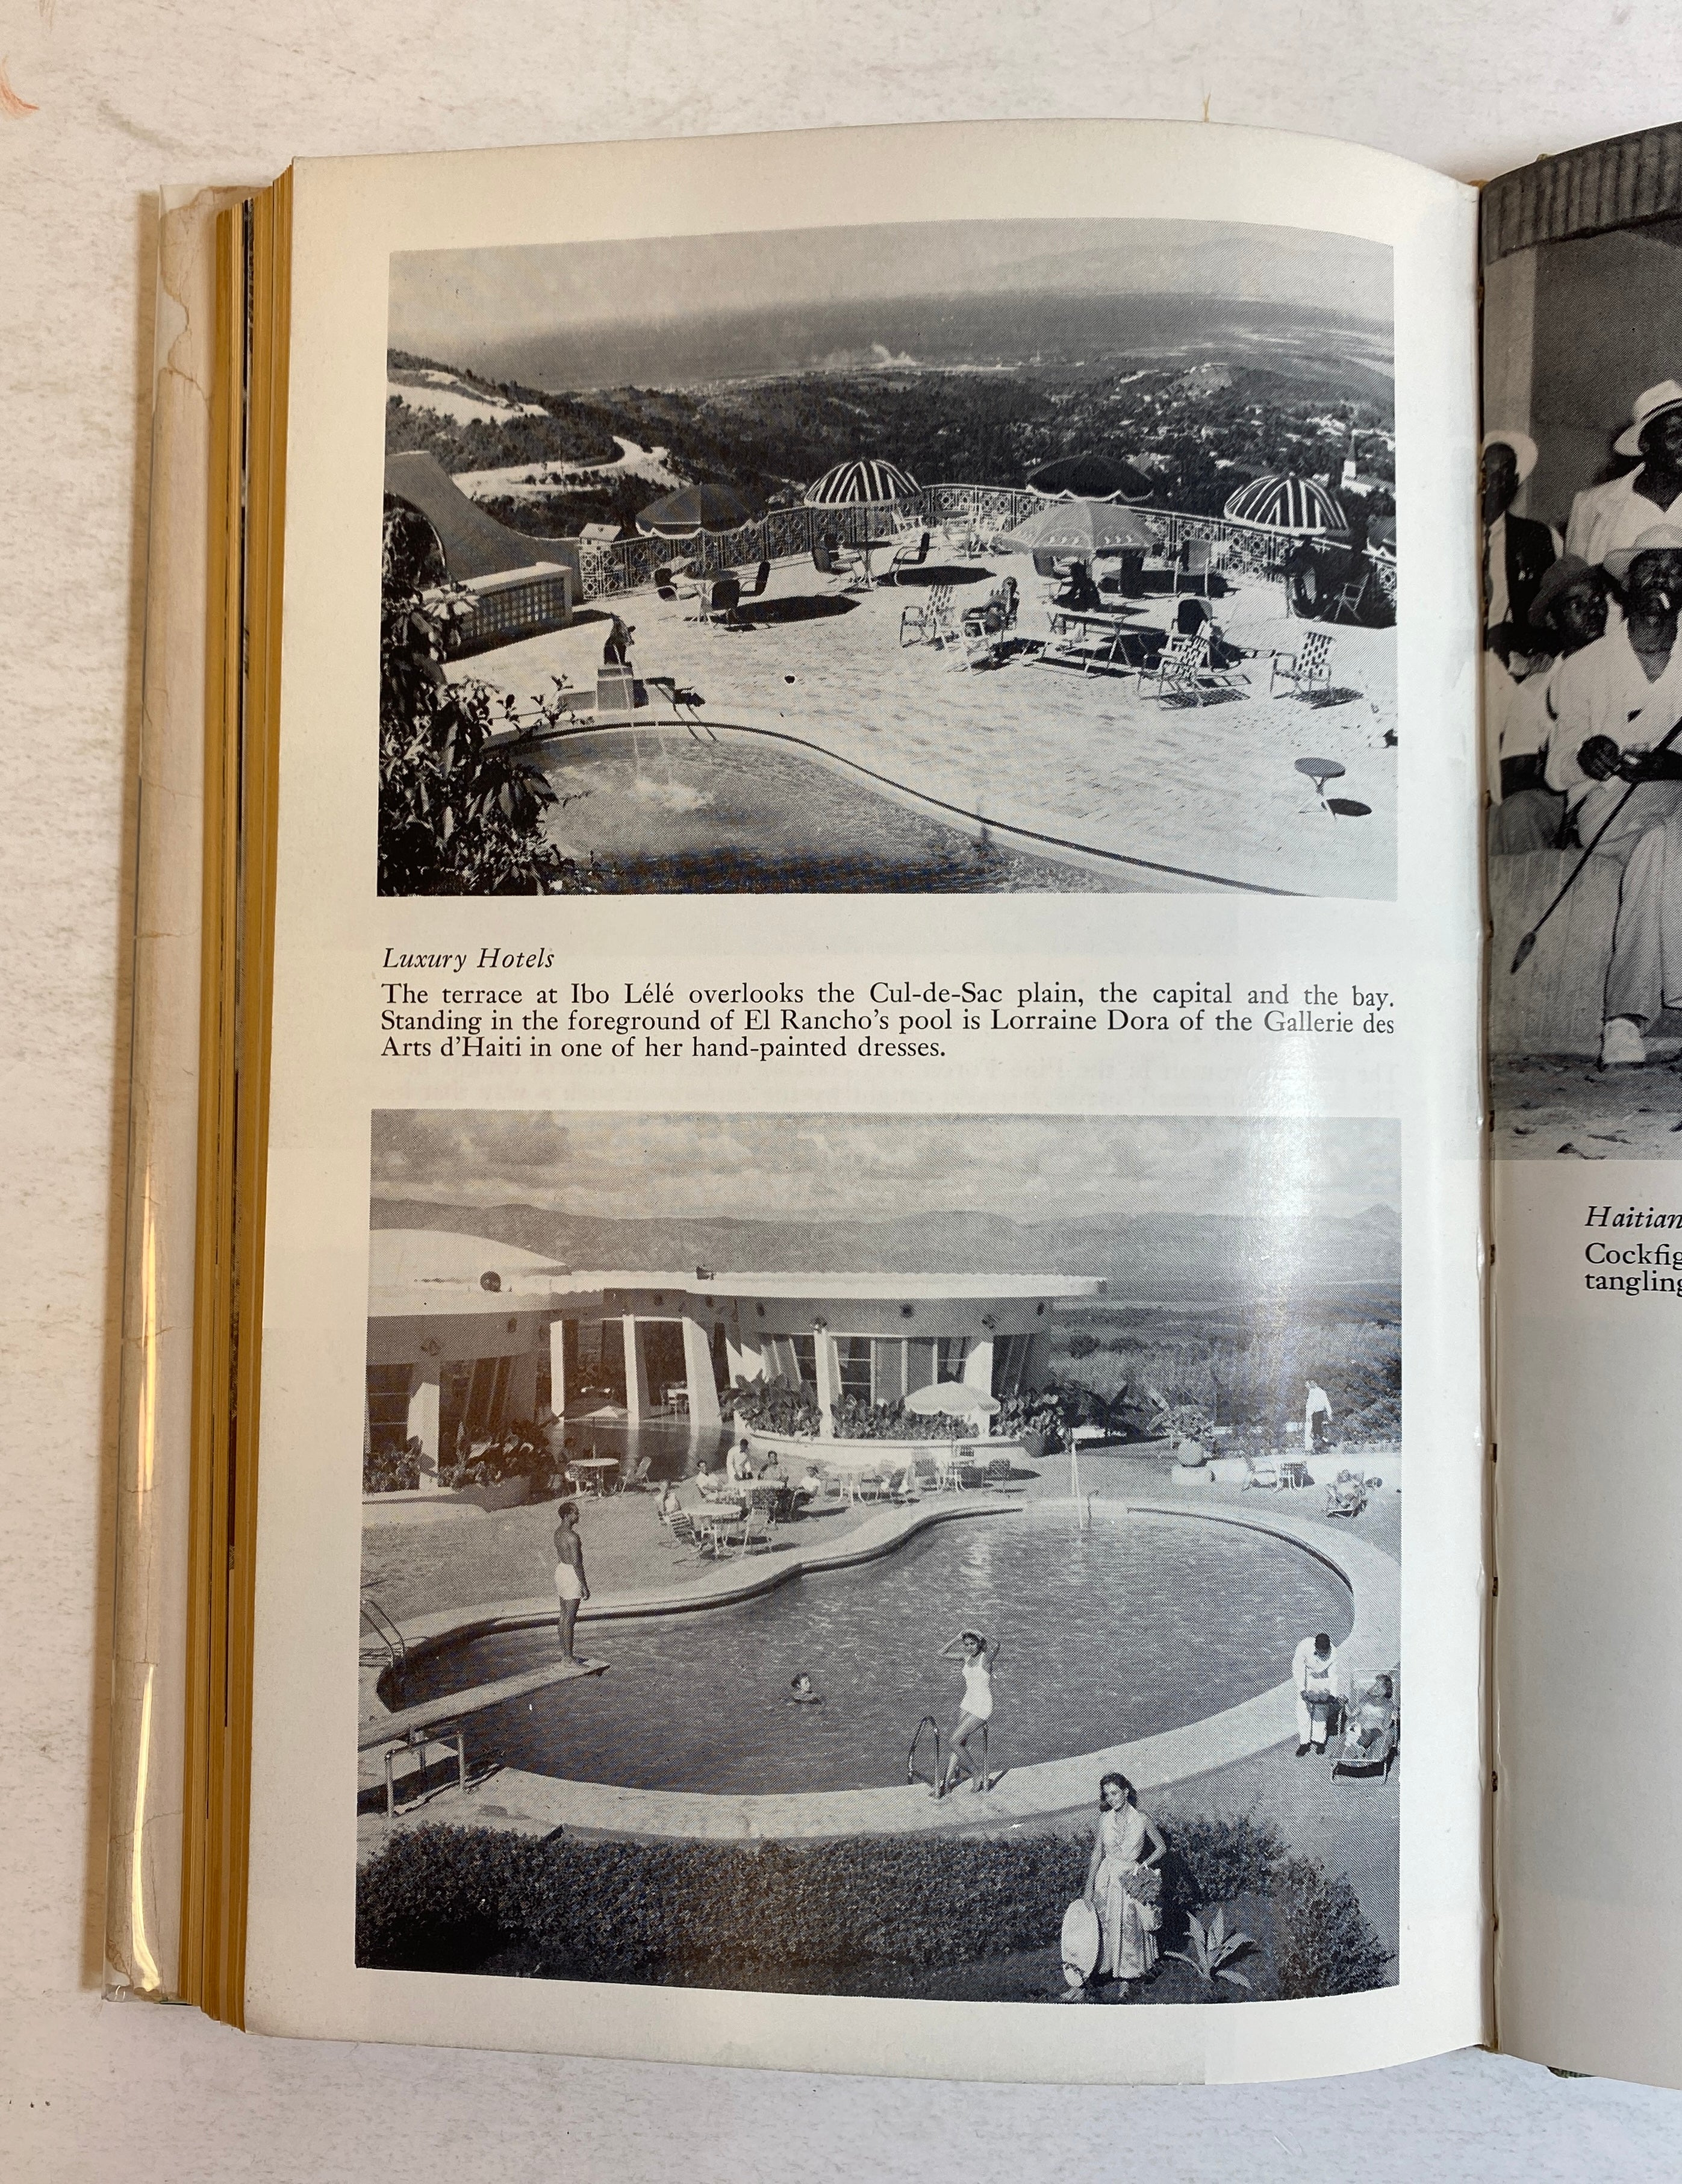 Luxury Hotels
The terrace at Ibo Lélé overlooks the Cul-de-Sac plain, the capital and the bay.
Standing in the foreground of El Rancho's pool is Lorraine Dora of the Gallerie des
Arts d'Haiti in one of her hand-painted dresses.
Haitian
Cockfig
tangling